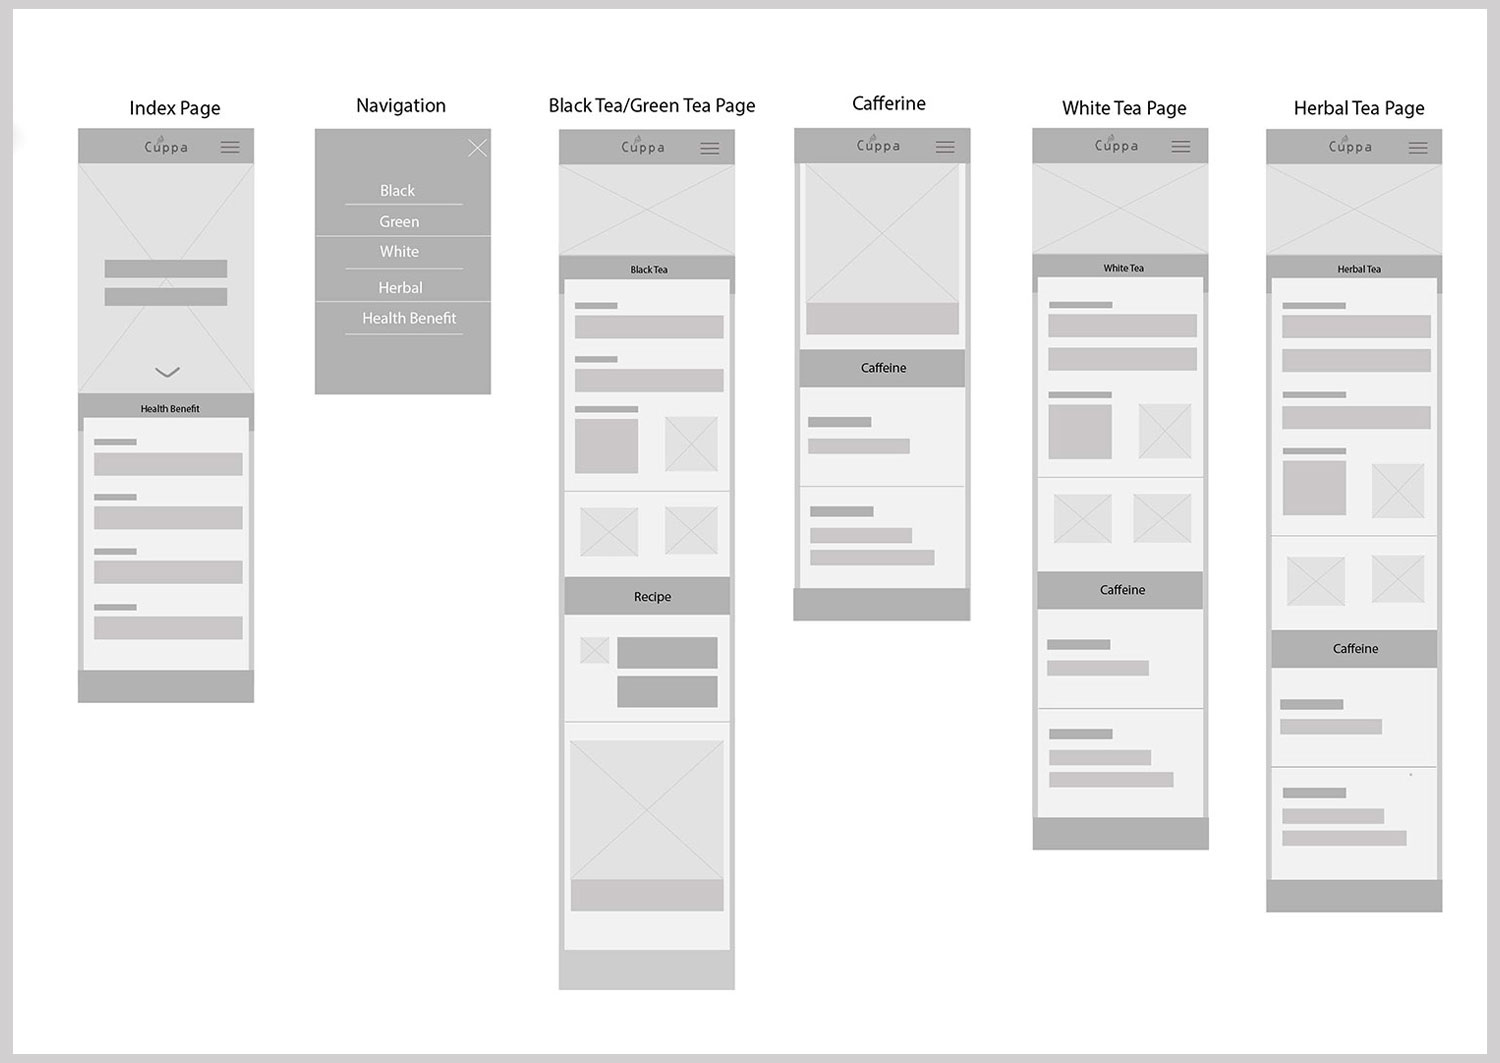 Index Page
Cuppa
Health Benefit
Navigation
Black
Green
White
Herbal
Health Benefit
Black Tea/Green Tea Page
Cuppa
Black Tea
Recipe
Cafferine
Cuppa
Caffeine
White Tea Page
Cuppa
White Tea
Caffeine
Herbal Tea Page
Cuppa
Herbal Tea
Caffeine